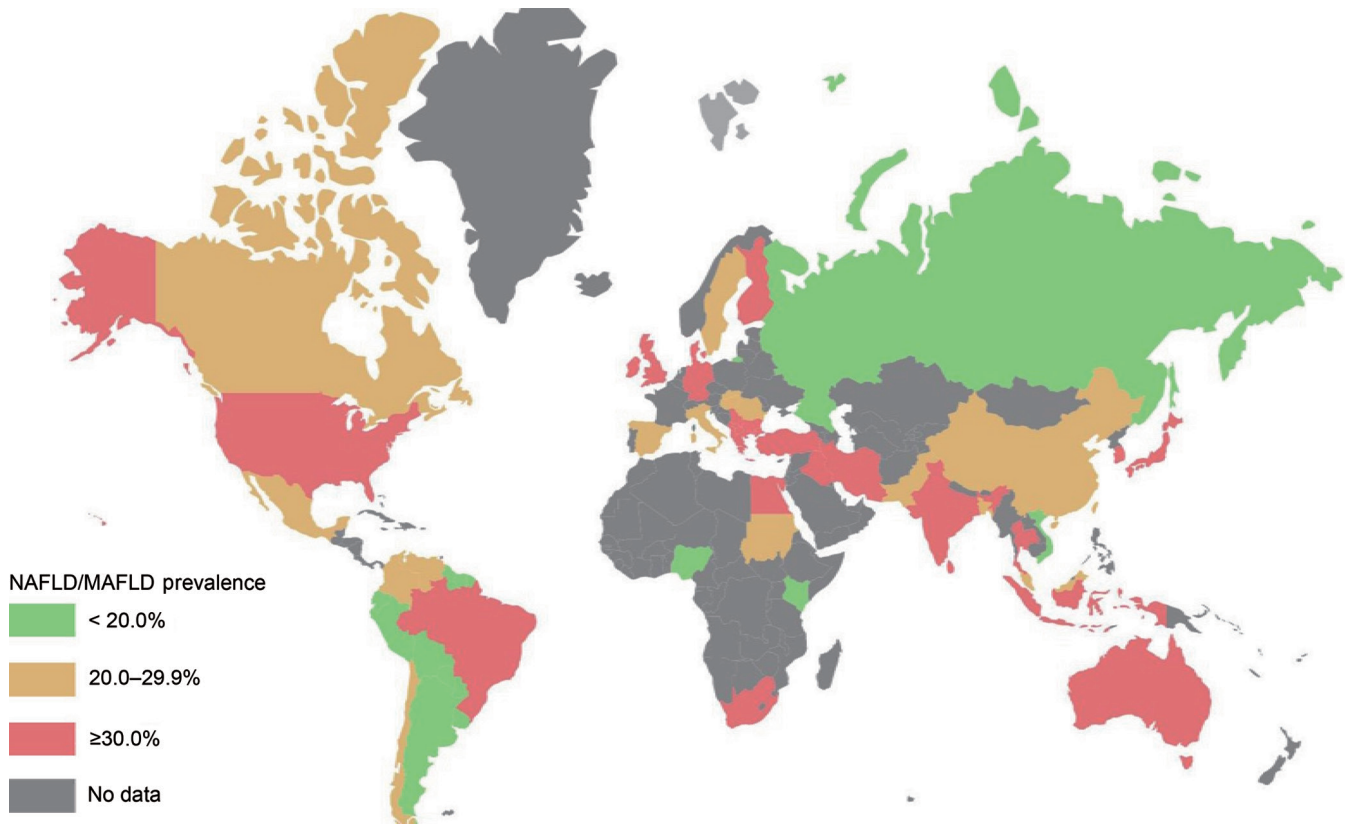 NAFLD/MAFLD prevalence
< 20.0%
20.0–29.9%
≥30.0%
No data